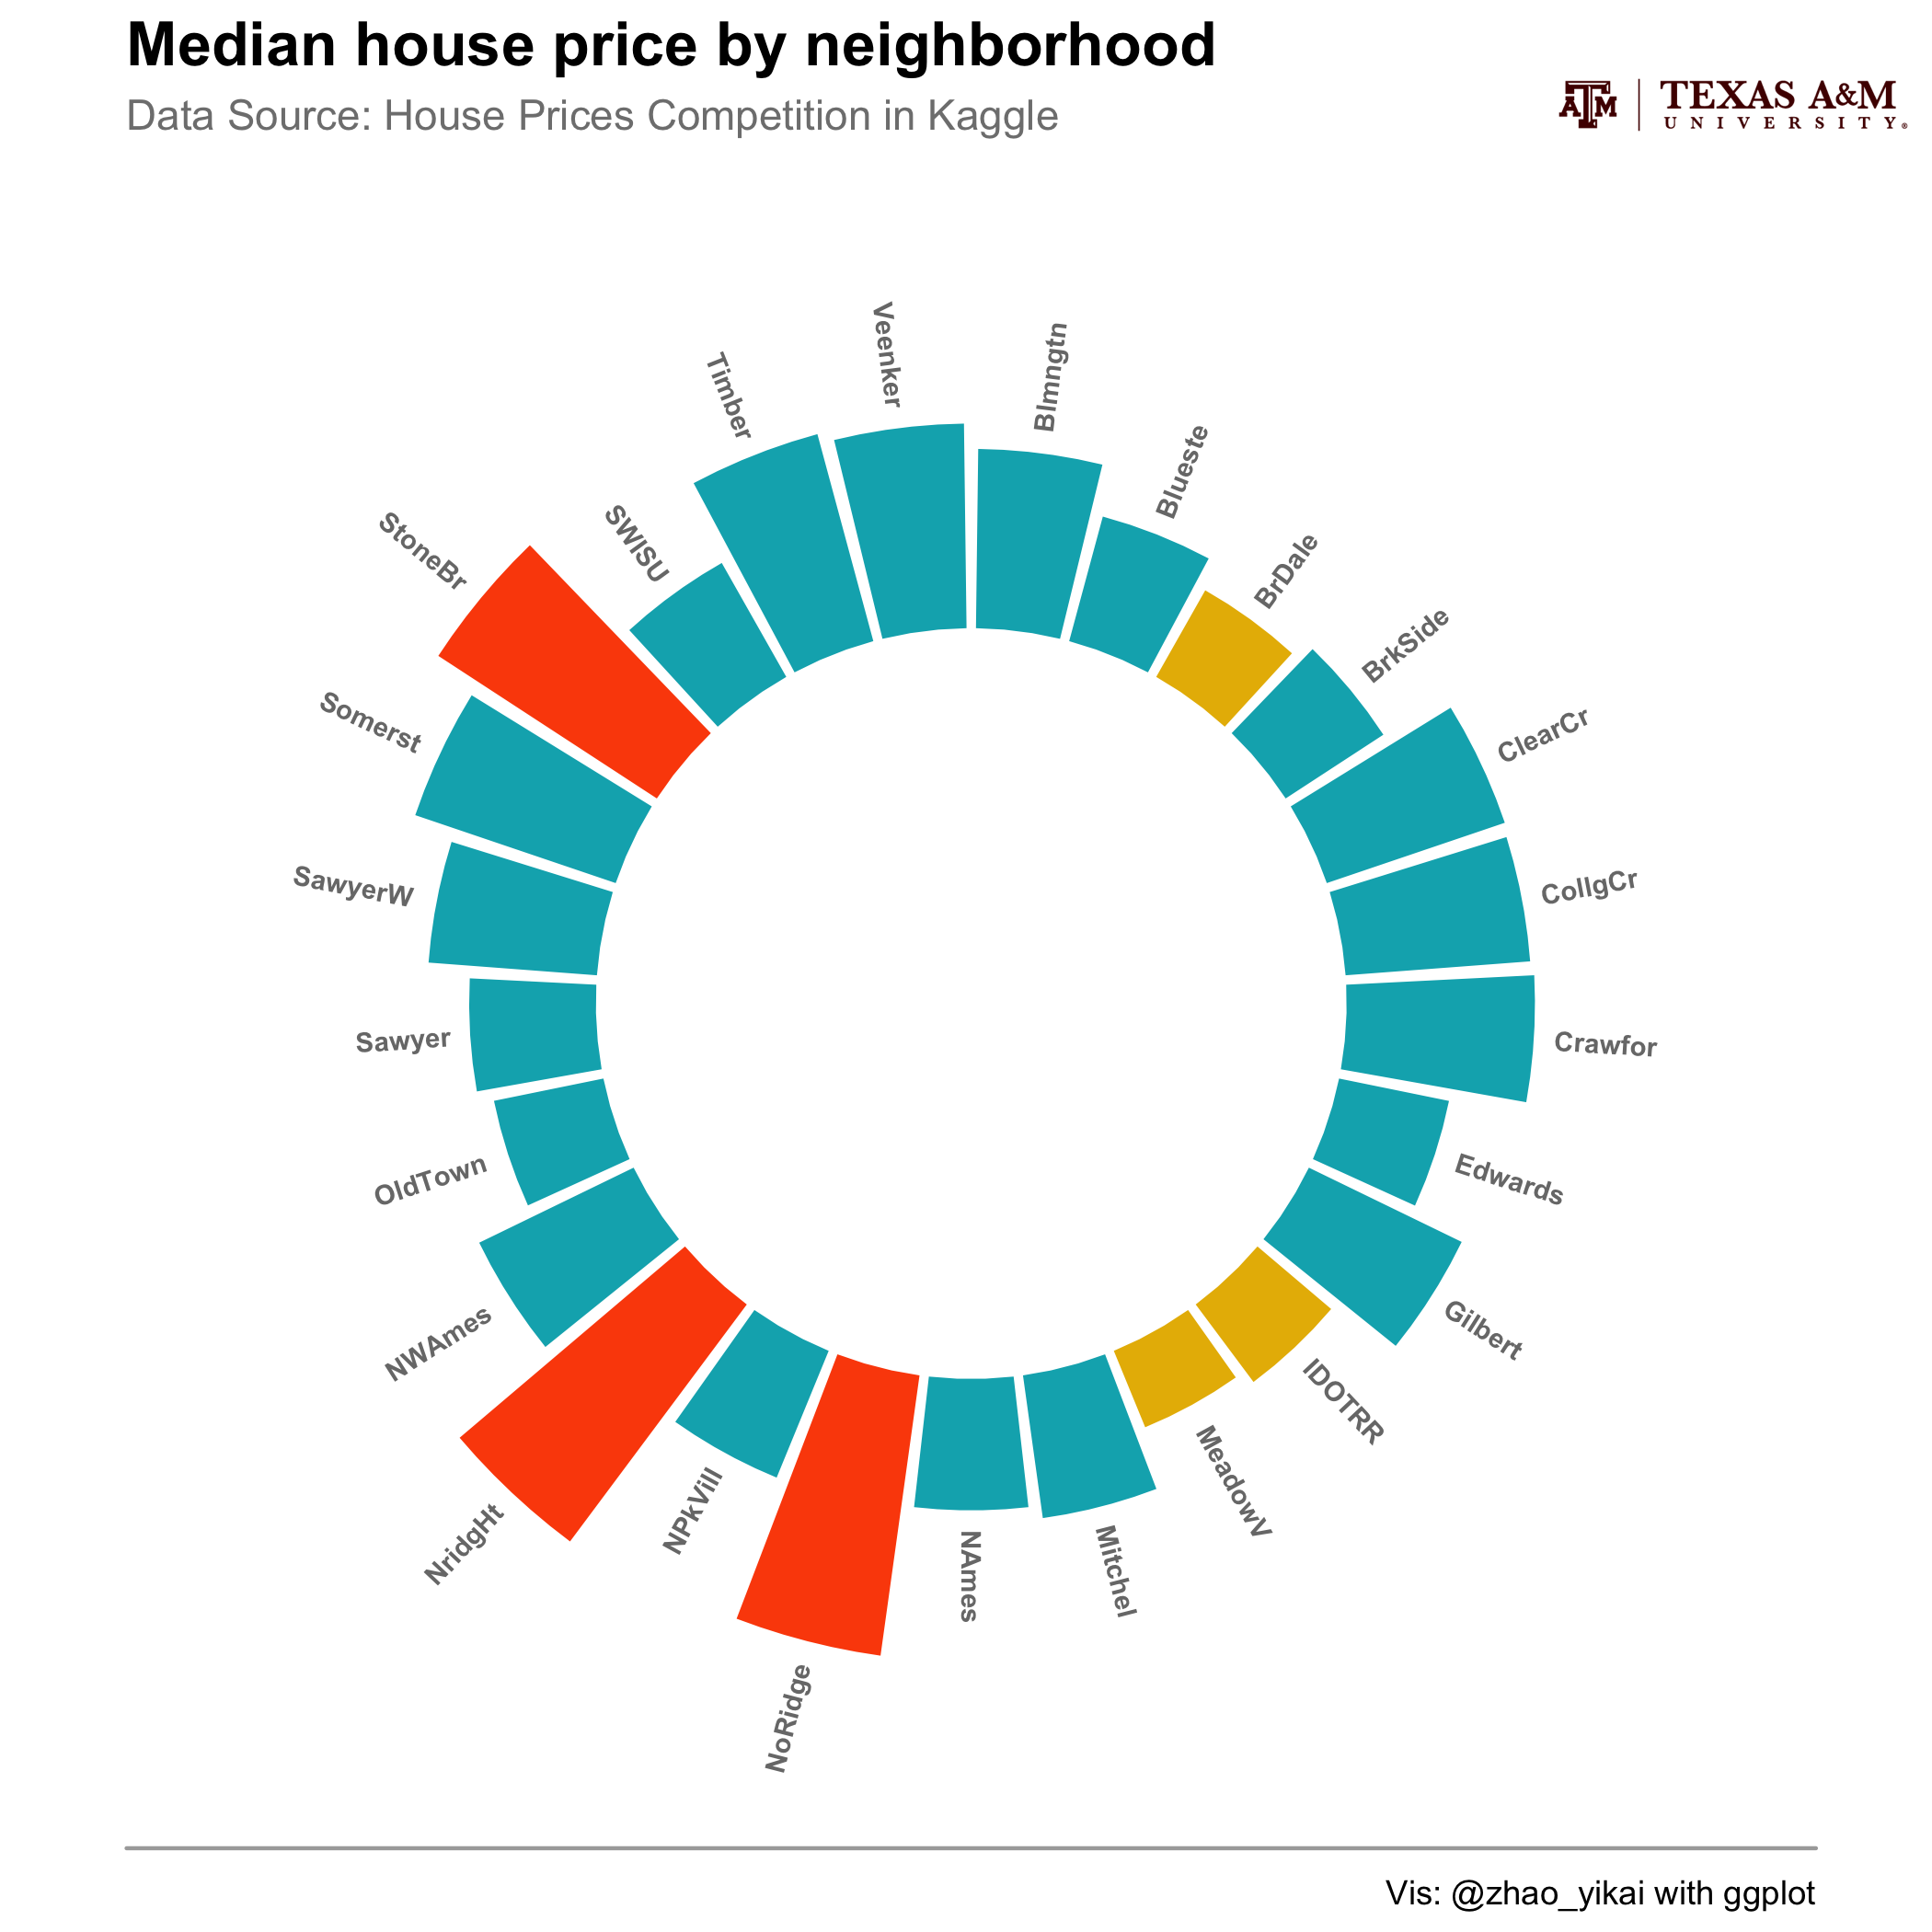 Median house price by neighborhood
Data Source: House Prices Competition in Kaggle
ATM
TEXAS A&M
UNIVERSITY®
Blmngtn
Blueste
BrDale
BrkSide
ClearCr
CollgCr
Crawfor
Edwards
Gilbert
IDOTRR
MeadowV
Mitchel
NAmes
NoRidge
NPkVill
NridgHt
NWAmes
OldTown
Sawyer
SawyerW
Somerst
StoneBr
SWISU
Timber
Veenker
Vis: @zhao_yikai with ggplot